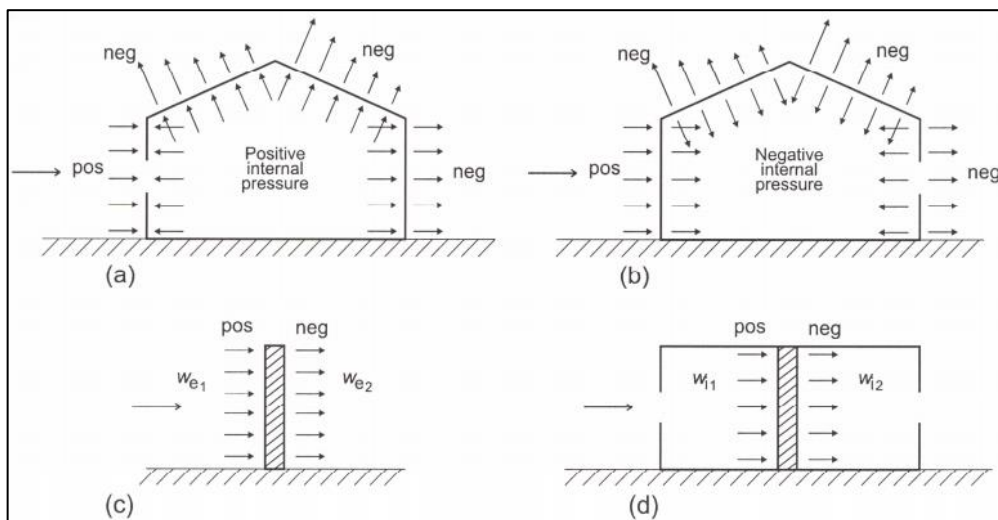 neg
neg
pos
Positive
internal
pressure
neg
(a)
neg
neg
pos
Negative
internal
pressure
neg
(b)
pos neg
we1
we2
(c)
pos neg
wi1
wi2
(d)